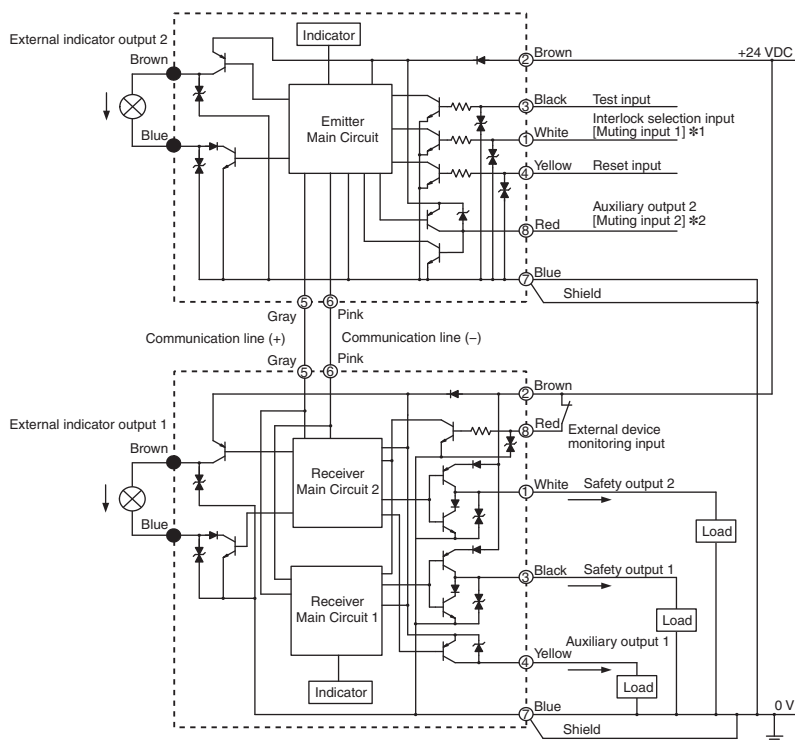 External indicator output 2
Indicator
Brown
② Brown
+24 VDC
Emitter
Main Circuit
③ Black
Test input
Interlock selection input
① White
[Muting input 1] ✻1
Blue
④ Yellow
Reset input
Auxiliary output 2
⑧ Red
[Muting input 2] ✻2
⑦ Blue
Shield
⑤ ⑥
Gray Pink
Communication line (+)
Communication line (−)
Gray Pink
⑤ ⑥
② Brown
External indicator output 1
⑧ Red
External device
monitoring input
Brown
Receiver
Main Circuit 2
① White
Safety output 2
Blue
Load
③ Black
Safety output 1
Receiver
Main Circuit 1
Load
Auxiliary output 1
④ Yellow
Indicator
Load
⑦ Blue
0 V
Shield